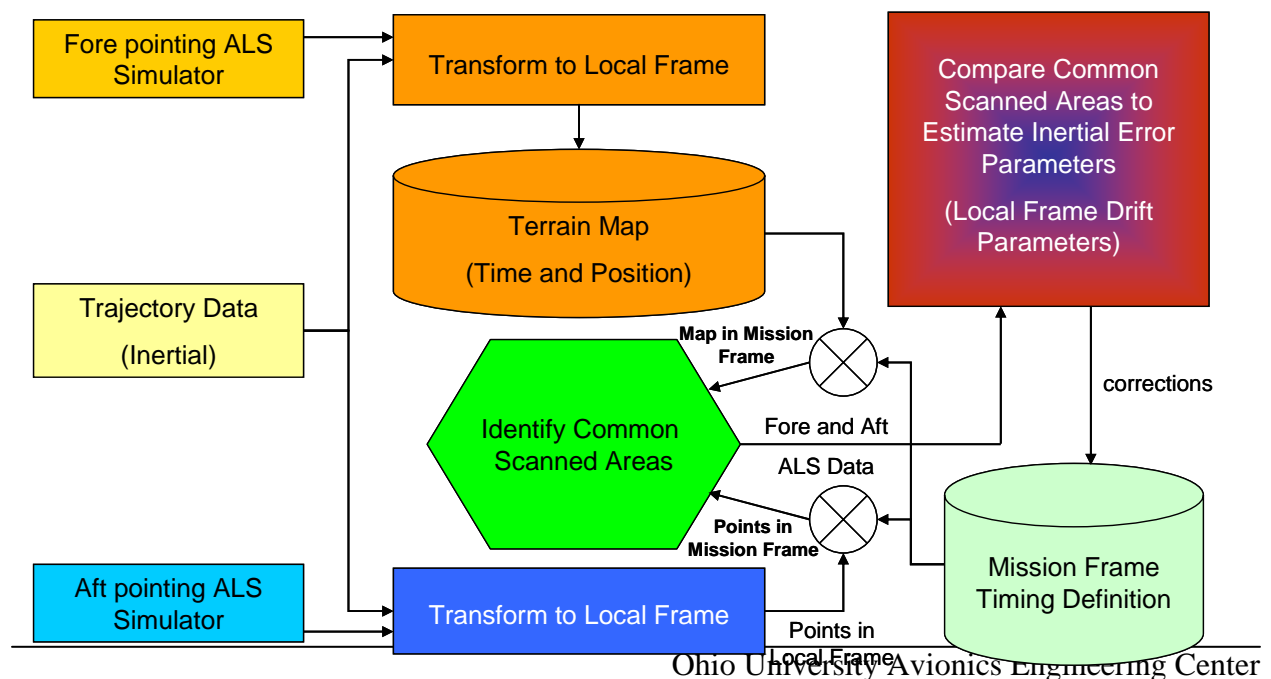 Fore pointing ALS
Simulator
Transform to Local Frame
Compare Common
Scanned Areas to
Estimate Inertial Error
Parameters
(Local Frame Drift
Parameters)
Terrain Map
(Time and Position)
Trajectory Data
(Inertial)
Map in Mission
Frame
corrections
Identify Common
Scanned Areas
Fore and Aft
ALS Data
Points in
Mission Frame
Mission Frame
Timing Definition
Aft pointing ALS
Simulator
Transform to Local Frame
Points in
Local Frame
Ohio University Avionics Engineering Center